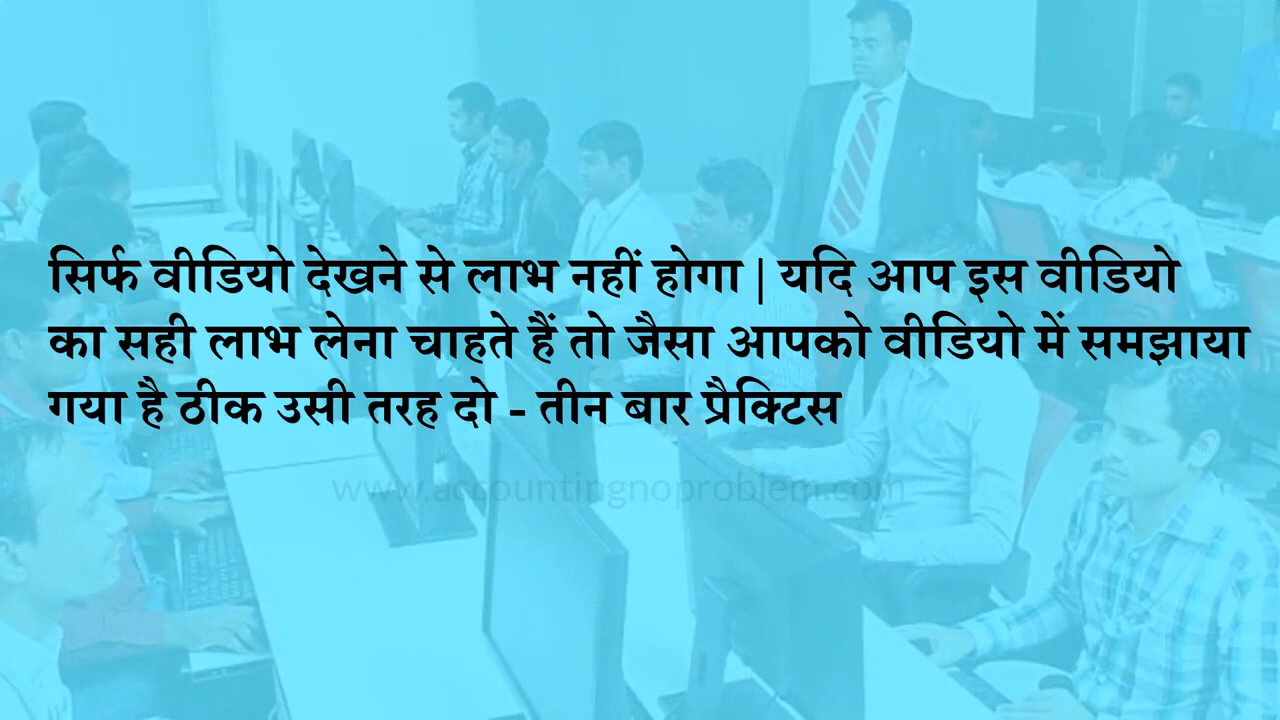 सिर्फ वीडियो देखने से लाभ नहीं होगा | यदि आप इस वीडियो
का सही लाभ लेना चाहते हैं तो जैसा आपको वीडियो में समझाया
गया है ठीक उसी तरह दो - तीन बार प्रैक्टिस
www.accountingnoproblem.com